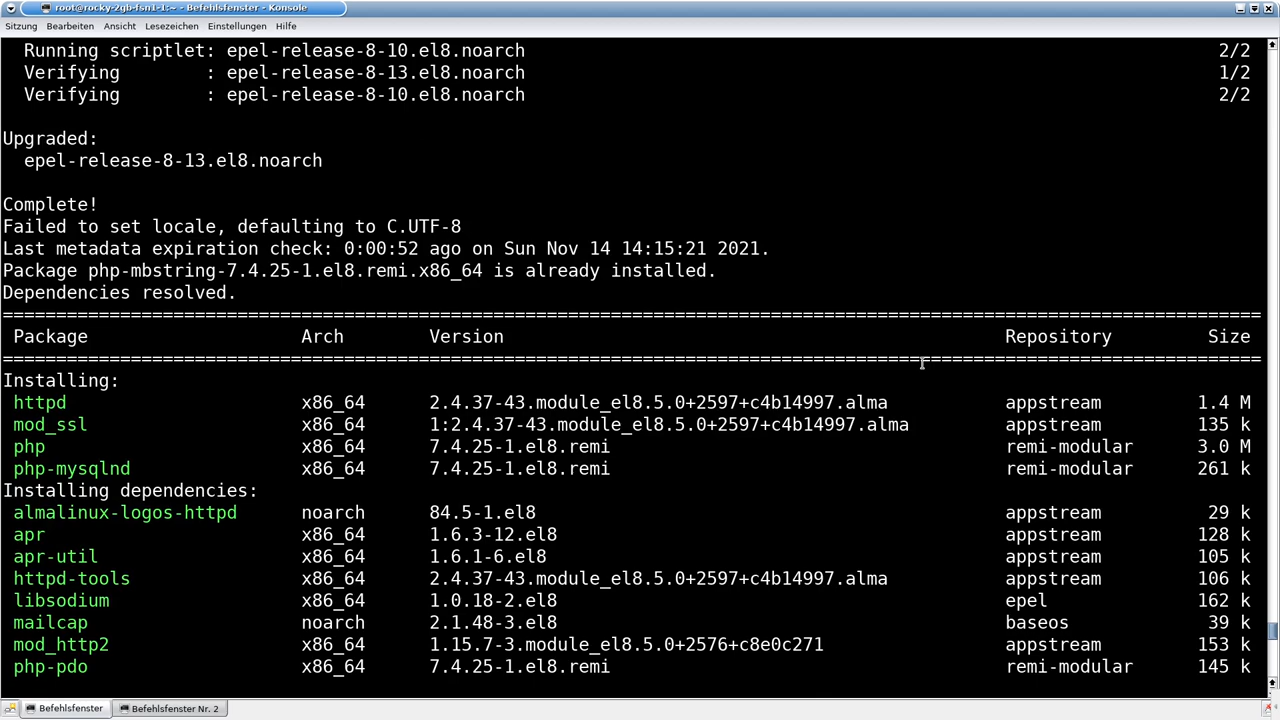 root@rocky-2gb-fsn1-1:~ - Befehlsfenster - Konsole
Sitzung Bearbeiten Ansicht Lesezeichen Einstellungen Hilfe
Running scriptlet: epel-release-8-10.el8.noarch 2/2
Verifying : epel-release-8-13.el8.noarch 1/2
Verifying : epel-release-8-10.el8.noarch 2/2
Upgraded:
epel-release-8-13.el8.noarch
Complete!
Failed to set locale, defaulting to C.UTF-8
Last metadata expiration check: 0:00:52 ago on Sun Nov 14 14:15:21 2021.
Package php-mbstring-7.4.25-1.el8.remi.x86_64 is already installed.
Dependencies resolved.
================================================================================
Package Arch Version Repository Size
================================================================================
Installing:
httpd x86_64 2.4.37-43.module_el8.5.0+2597+c4b14997.alma appstream 1.4 M
mod_ssl x86_64 1:2.4.37-43.module_el8.5.0+2597+c4b14997.alma appstream 135 k
php x86_64 7.4.25-1.el8.remi remi-modular 3.0 M
php-mysqlnd x86_64 7.4.25-1.el8.remi remi-modular 261 k
Installing dependencies:
almalinux-logos-httpd noarch 84.5-1.el8 appstream 29 k
apr x86_64 1.6.3-12.el8 appstream 128 k
apr-util x86_64 1.6.1-6.el8 appstream 105 k
httpd-tools x86_64 2.4.37-43.module_el8.5.0+2597+c4b14997.alma appstream 106 k
libsodium x86_64 1.0.18-2.el8 epel 162 k
mailcap noarch 2.1.48-3.el8 baseos 39 k
mod_http2 x86_64 1.15.7-3.module_el8.5.0+2576+c8e0c271 appstream 153 k
php-pdo x86_64 7.4.25-1.el8.remi remi-modular 145 k
Befehlsfenster Befehlsfenster Nr. 2